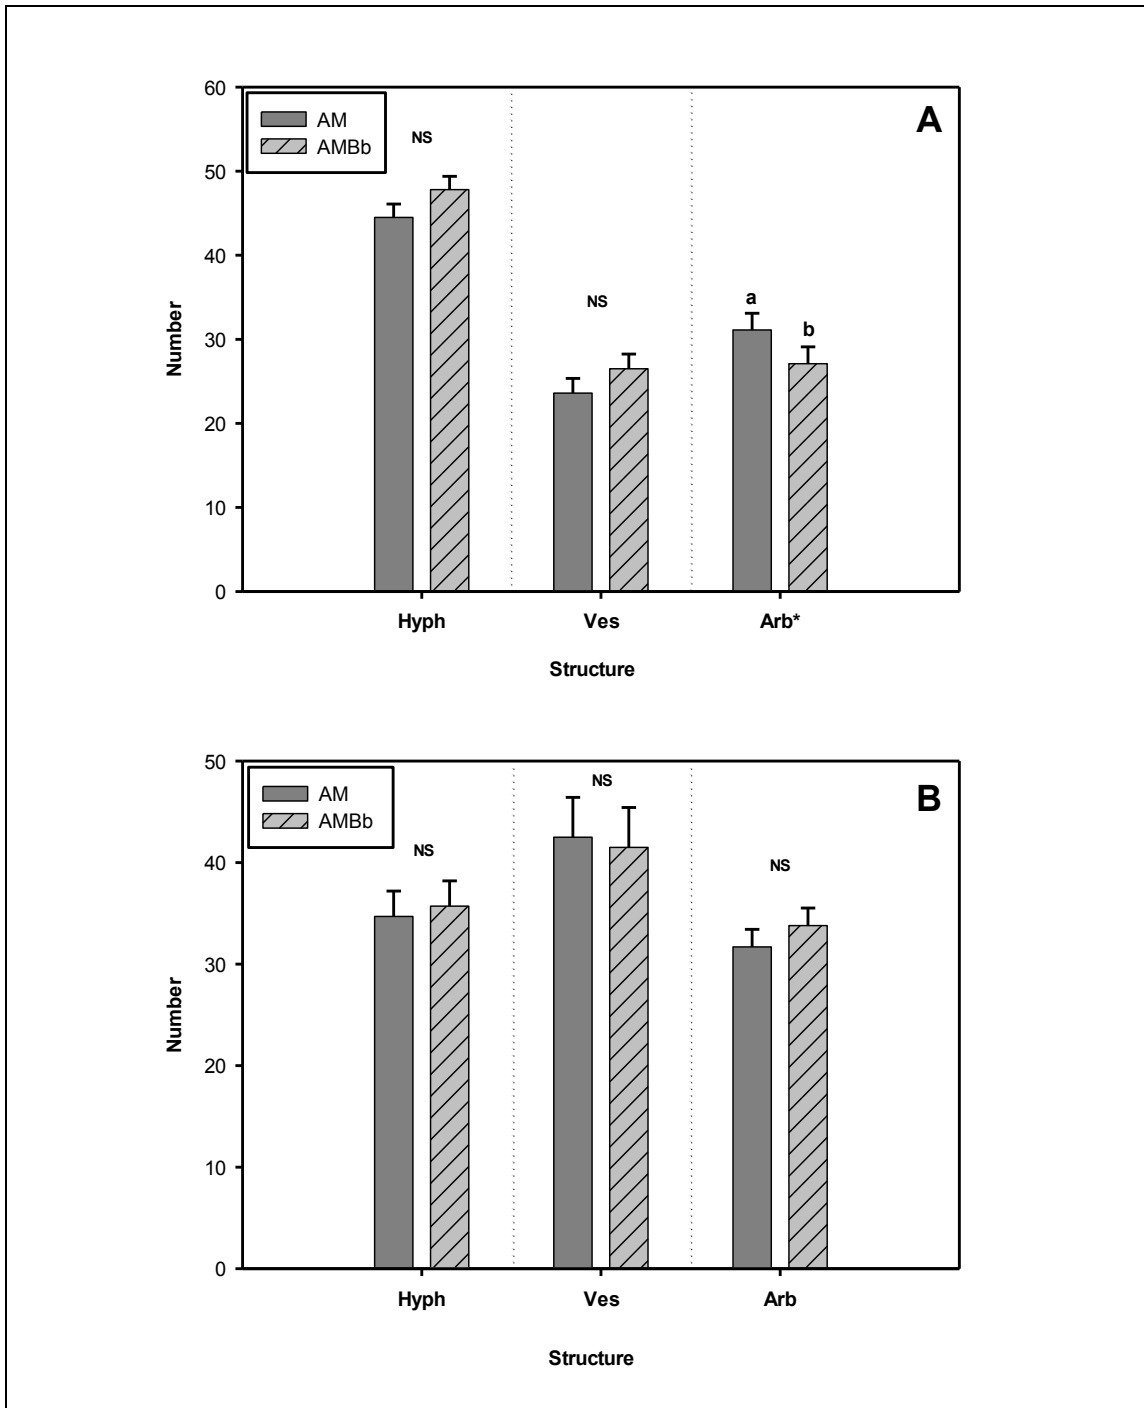 60
AM
AMBb
NS
A
50
40
NS
a
b
30
20
10
0
Number
Hyph
Ves
Arb*
Structure
50
AM
AMBb
NS
B
NS
40
NS
30
20
10
0
Number
Hyph
Ves
Arb
Structure